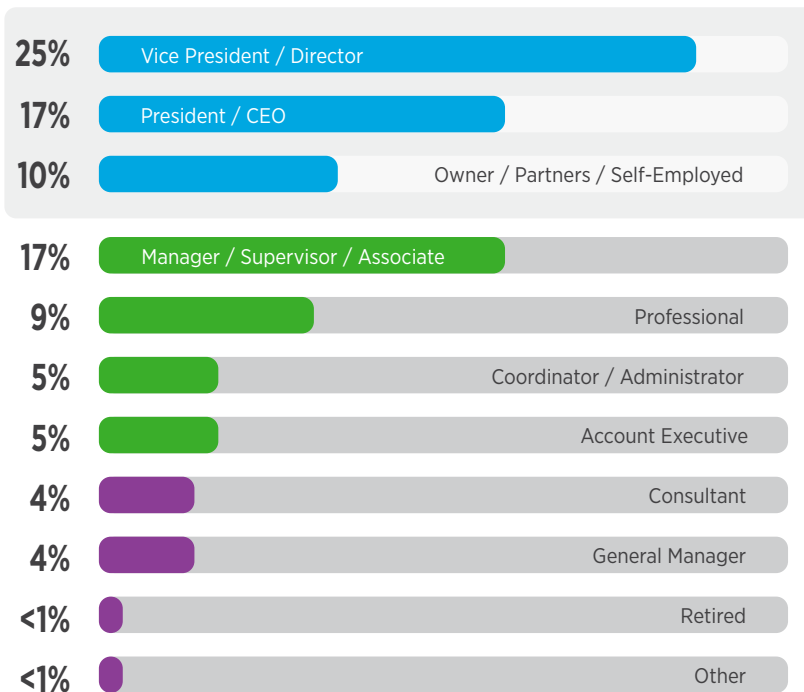 25% Vice President / Director
17% President / CEO
10% Owner / Partners / Self-Employed
17% Manager / Supervisor / Associate
9% Professional
5% Coordinator / Administrator
5% Account Executive
4% Consultant
4% General Manager
<1% Retired
<1% Other